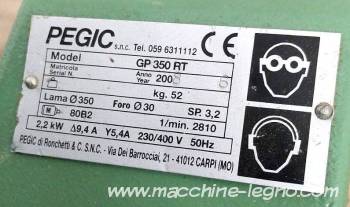 PEGIC s.n.c. Tel. 059 6311112 CE
Model GP 350 RT
Matricola Serial N. Anno Year 200
kg. 52
Lama Ø 350 Foro Ø 30 SP. 3,2
M 80B2 1/min. 2810
2,2 kW Δ9,4 A Y5,4A 230/400 V 50Hz
PEGIC di Ronchetti & C. S.N.C. - Via Dei Barrocciai, 21 - 41012 CARPI (MO)
www.macchine-legno.com